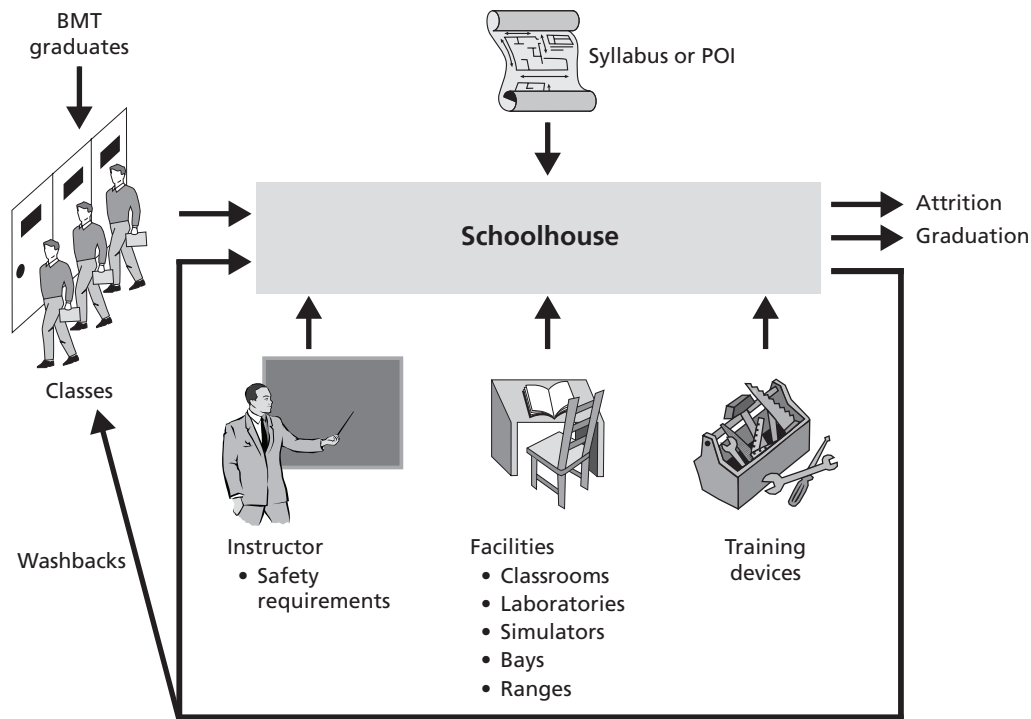 BMT
graduates
Syllabus or POI
Schoolhouse
Attrition
Graduation
Classes
Washbacks
Instructor
• Safety
requirements
Facilities
• Classrooms
• Laboratories
• Simulators
• Bays
• Ranges
Training
devices